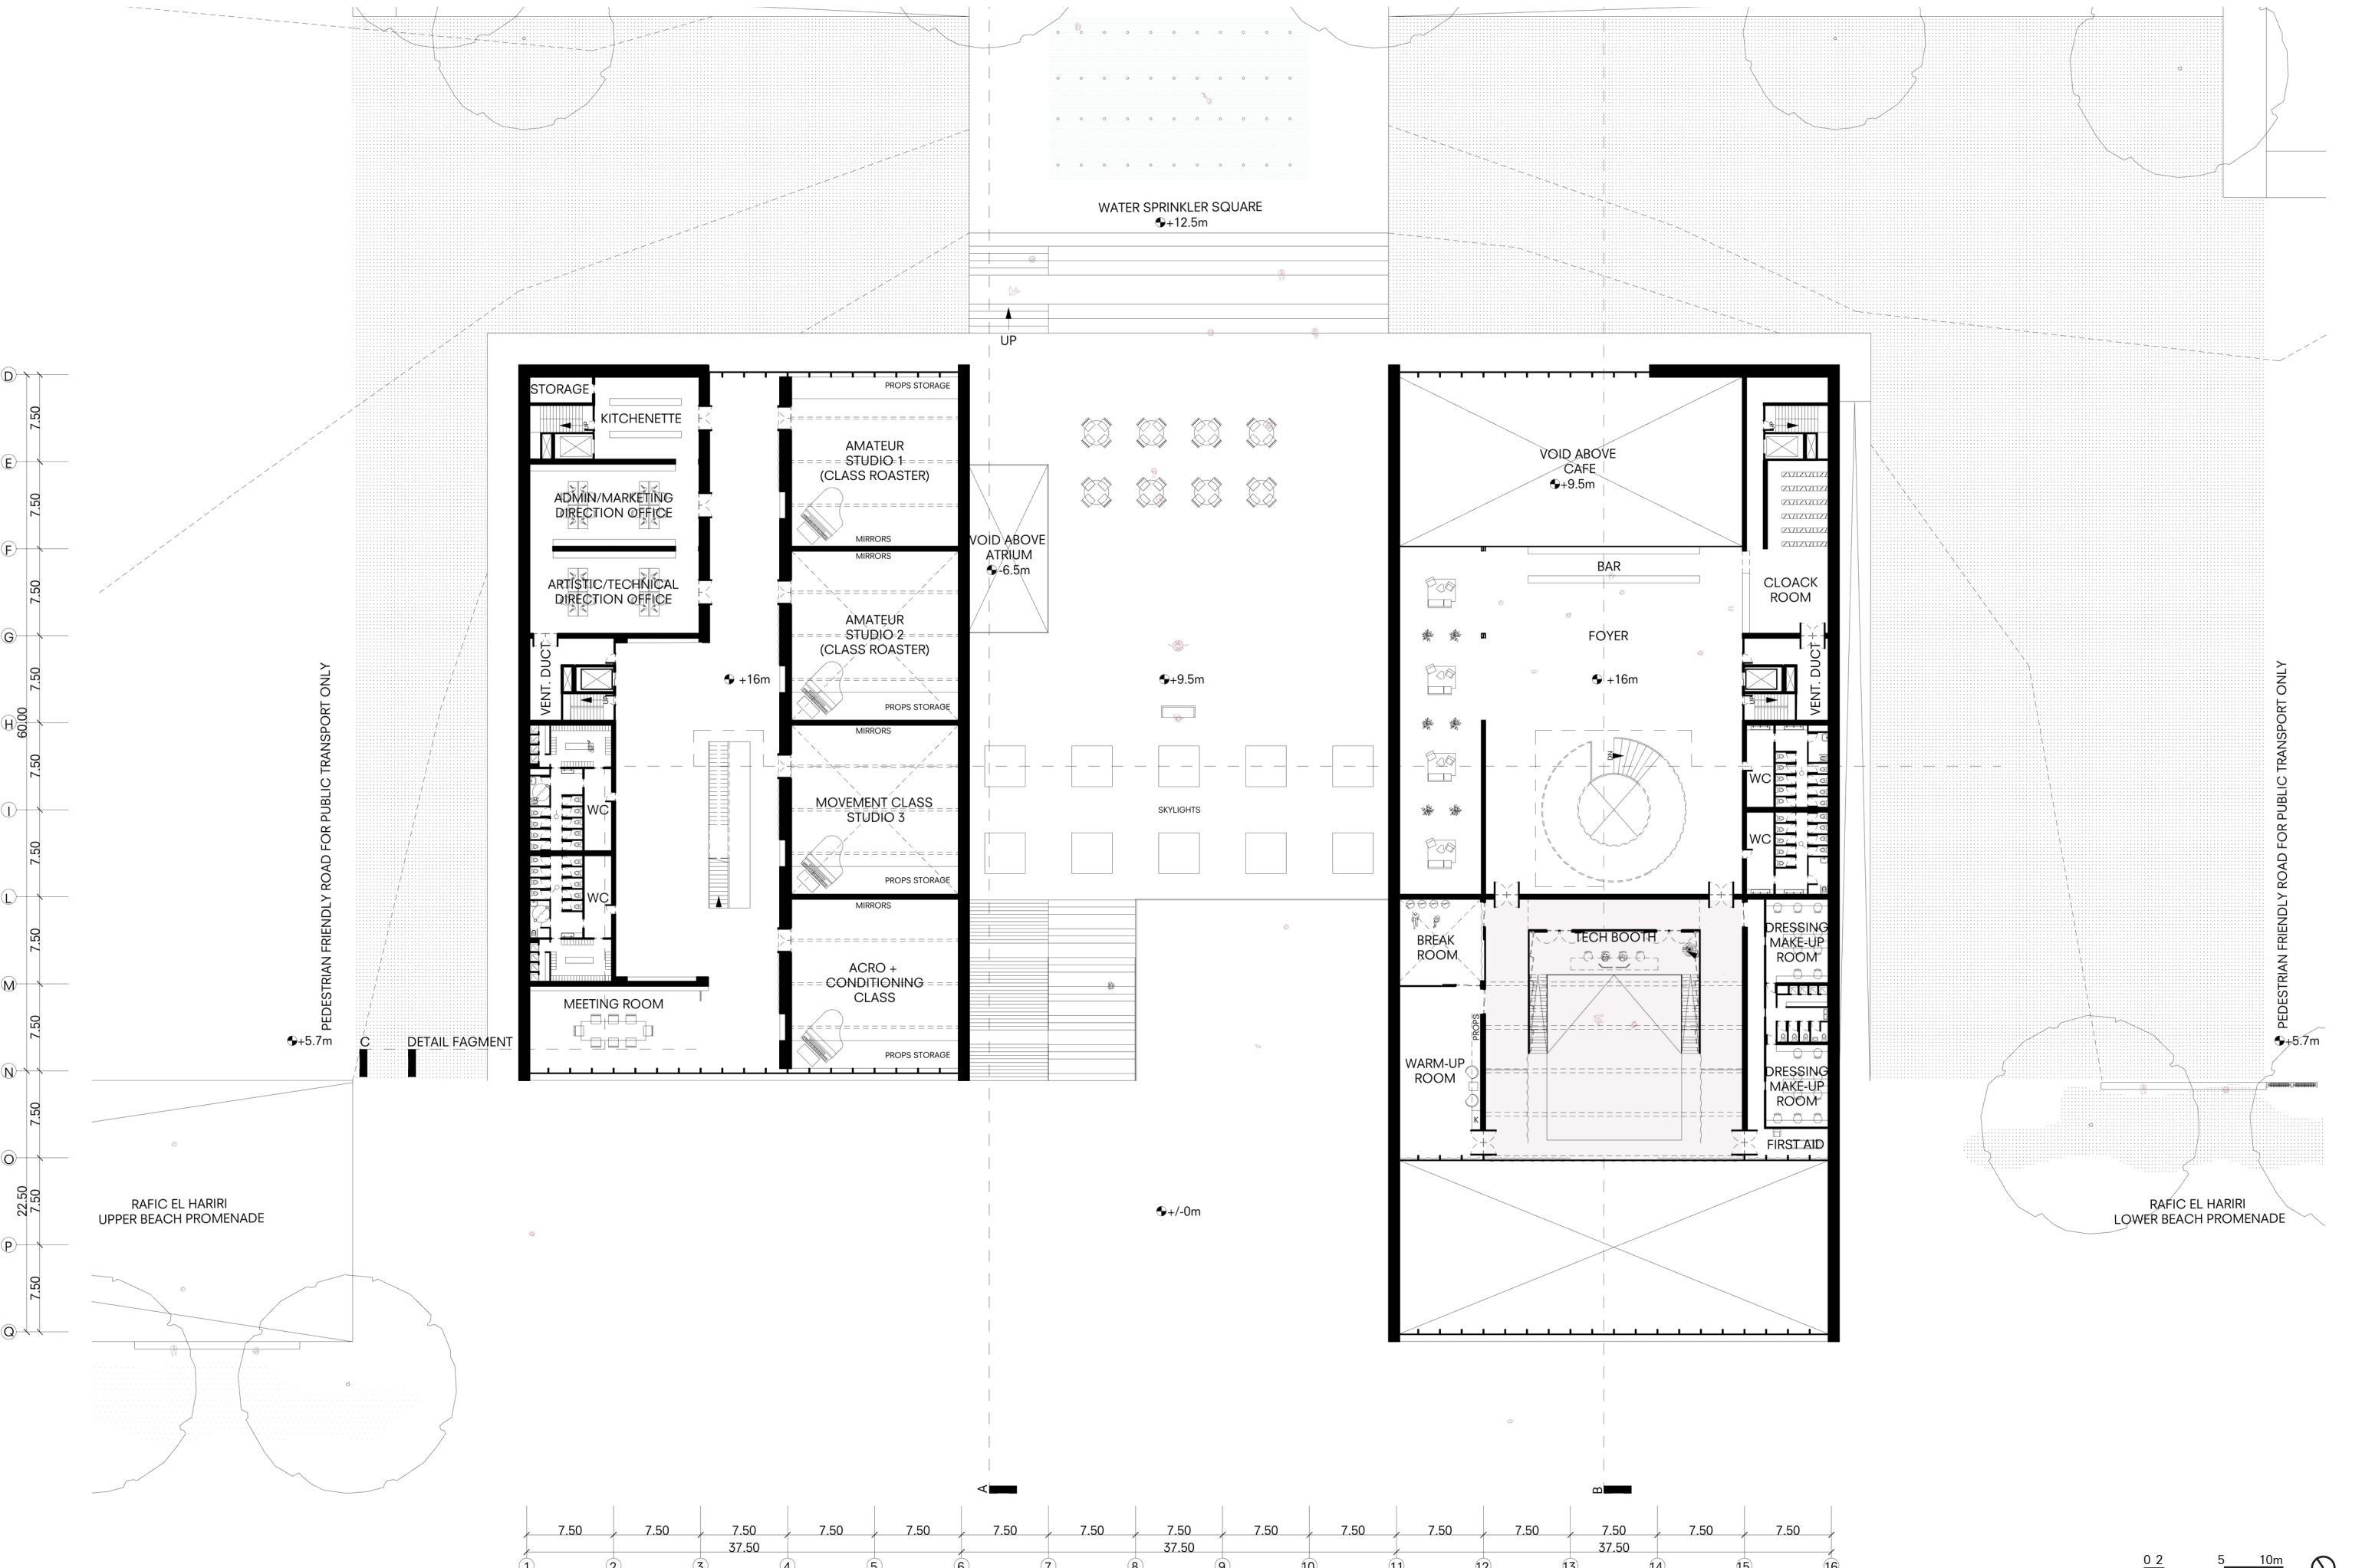 WATER SPRINKLER SQUARE
+12.5m
UP
D
E
F
G
H
I
L
M
N
O
P
Q
7.50
7.50
7.50
7.50
7.50
7.50
7.50
7.50
7.50
7.50
7.50
60.00
22.50
STORAGE
KITCHENETTE
ADMIN/MARKETING
DIRECTION OFFICE
ARTISTIC/TECHNICAL
DIRECTION OFFICE
VENT. DUCT
WC
WC
MEETING ROOM
+16m
PROPS STORAGE
AMATEUR
STUDIO 1
(CLASS ROASTER)
MIRRORS
MIRRORS
AMATEUR
STUDIO 2
(CLASS ROASTER)
PROPS STORAGE
MIRRORS
MOVEMENT CLASS
STUDIO 3
PROPS STORAGE
MIRRORS
ACRO +
CONDITIONING
CLASS
PROPS STORAGE
VOID ABOVE
ATRIUM
-6.5m
+9.5m
SKYLIGHTS
+/-0m
VOID ABOVE
CAFE
+9.5m
BAR
FOYER
+16m
DN
CLOACK
ROOM
VENT. DUCT
WC
WC
BREAK
ROOM
TECH BOOTH
PROPS
WARM-UP
ROOM
DRESSING
MAKE-UP
ROOM
DRESSING
MAKE-UP
ROOM
FIRST AID
PEDESTRIAN FRIENDLY ROAD FOR PUBLIC TRANSPORT ONLY
+5.7m
C
DETAIL FAGMENT
PEDESTRIAN FRIENDLY ROAD FOR PUBLIC TRANSPORT ONLY
+5.7m
RAFIC EL HARIRI
UPPER BEACH PROMENADE
RAFIC EL HARIRI
LOWER BEACH PROMENADE
A
B
7.50 7.50 7.50 7.50 7.50 7.50 7.50 7.50 7.50 7.50 7.50 7.50 7.50 7.50 7.50
37.50 37.50 37.50
1 2 3 4 5 6 7 8 9 10 11 12 13 14 15 16
0 2 5 10m